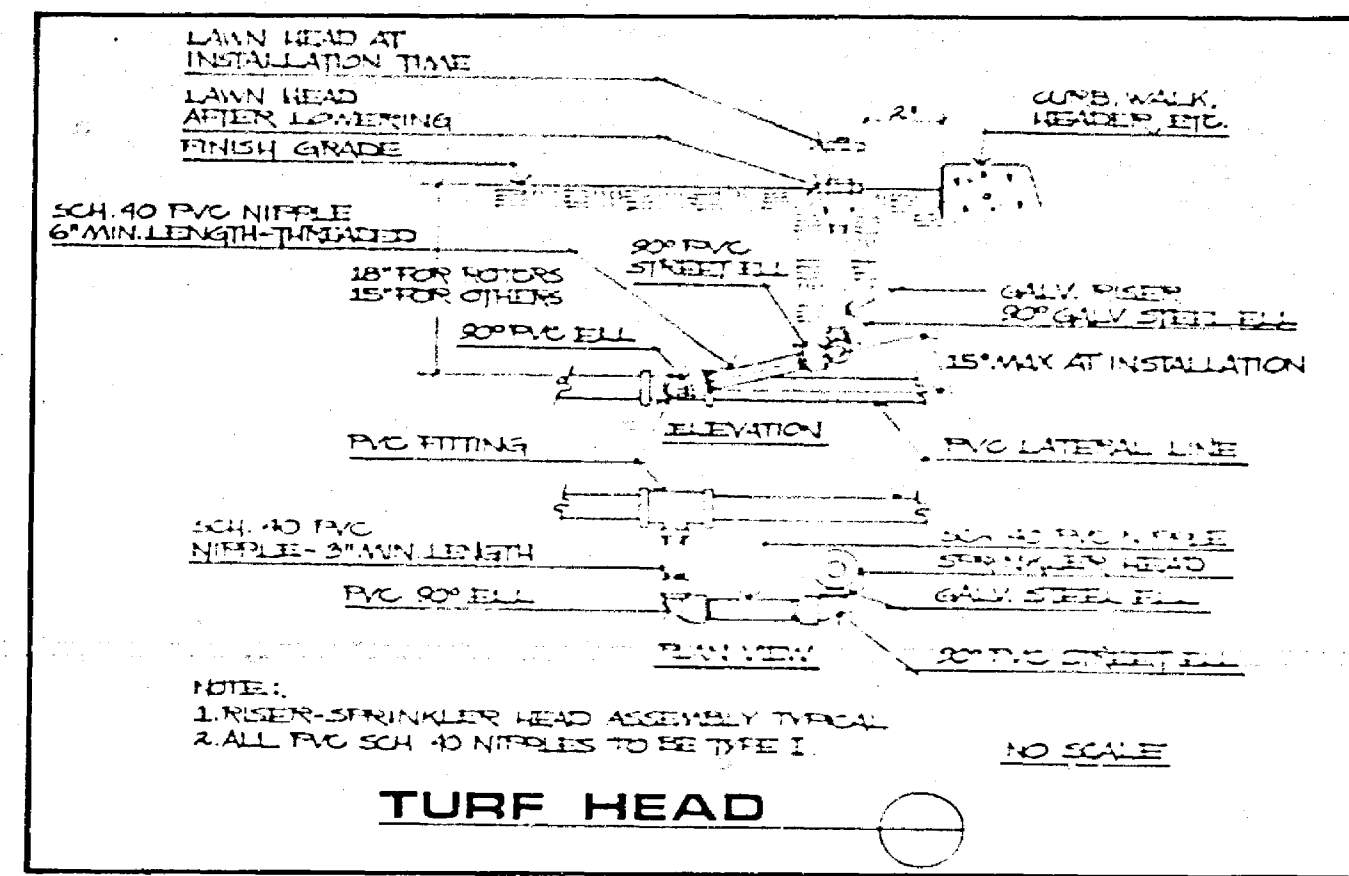 LAWN HEAD AT
INSTALLATION TIME
LAWN HEAD
AFTER LOWERING
FINISH GRADE
2"
CURB, WALK,
HEADER, ETC.
SCH. 40 PVC NIPPLE
6" MIN. LENGTH-THREADED
18" FOR ROTORS
15" FOR OTHERS
90° PVC
STREET ELL
GALV. RISER
90° GALV STEEL ELL
90° PVC ELL
15° MAX AT INSTALLATION
ELEVATION
PVC FITTING
PVC LATERAL LINE
SCH. 40 PVC
NIPPLE - 3" MIN LENGTH
SCH 40 PVC NIPPLE
SPRINKLER HEAD
PVC 90° ELL
GALV. STEEL ELL
PLAN VIEW
90° PVC STREET ELL
NOTE:
1. RISER-SPRINKLER HEAD ASSEMBLY TYPICAL
2. ALL PVC SCH 40 NIPPLES TO BE TYPE I.
NO SCALE
TURF HEAD